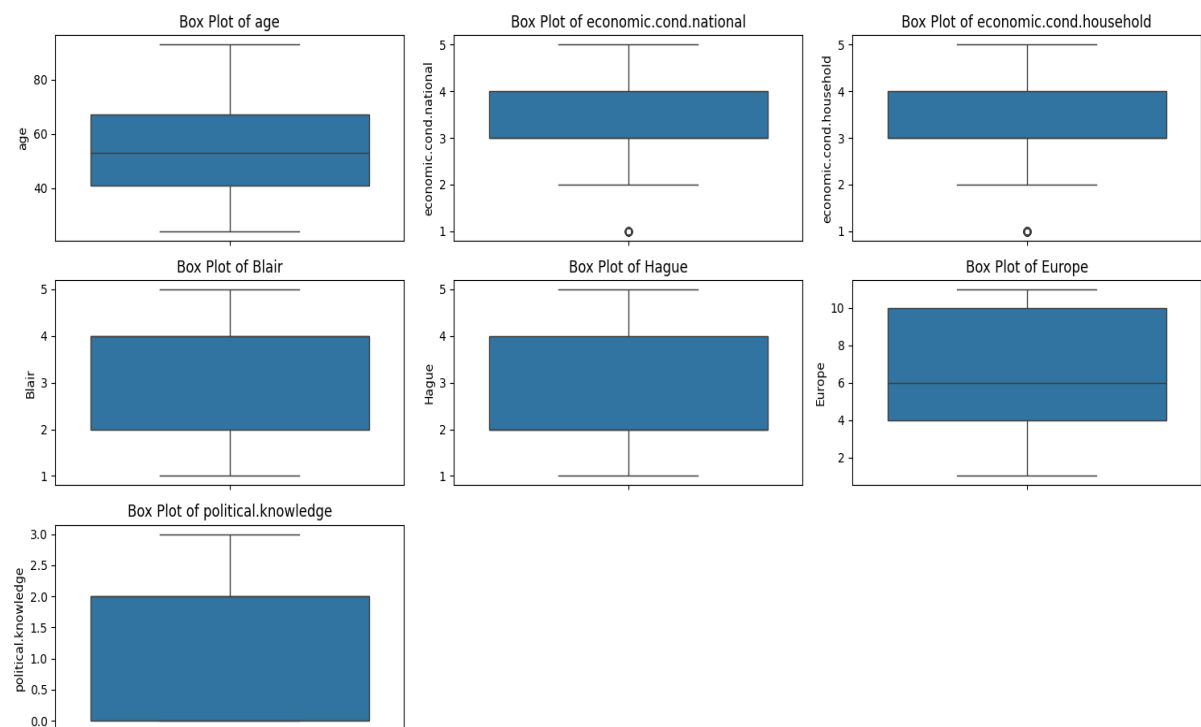 Box Plot of age
age
80
60
40
Box Plot of economic.cond.national
economic.cond.national
5
4
3
2
1
Box Plot of economic.cond.household
economic.cond.household
5
4
3
2
1
Box Plot of Blair
Blair
5
4
3
2
1
Box Plot of Hague
Hague
5
4
3
2
1
Box Plot of Europe
Europe
10
8
6
4
2
Box Plot of political.knowledge
political.knowledge
3.0
2.5
2.0
1.5
1.0
0.5
0.0